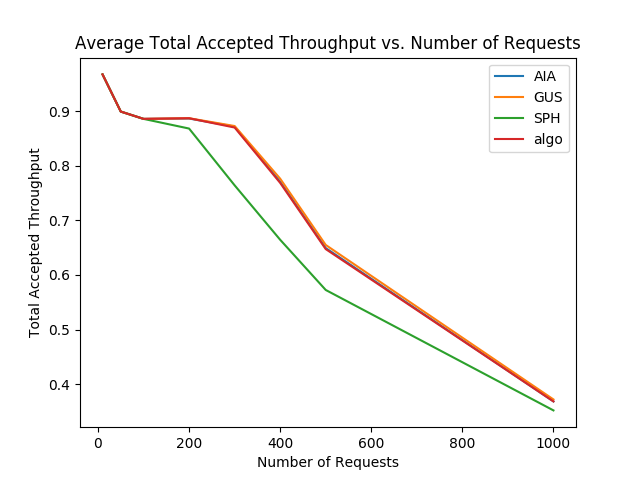 Average Total Accepted Throughput vs. Number of Requests
AIA
GUS
SPH
algo
Total Accepted Throughput
0.9
0.8
0.7
0.6
0.5
0.4
0 200 400 600 800 1000
Number of Requests